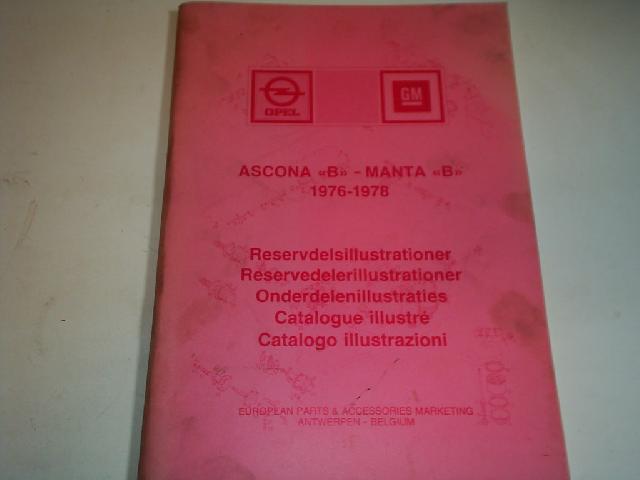 OPEL
GM
ASCONA «B» - MANTA «B»
1976-1978
Reservdelsillustrationer
Reservedelerillustrationer
Onderdelenillustraties
Catalogue illustré
Catalogo illustrazioni
EUROPEAN PARTS & ACCESSORIES MARKETING
ANTWERPEN - BELGIUM